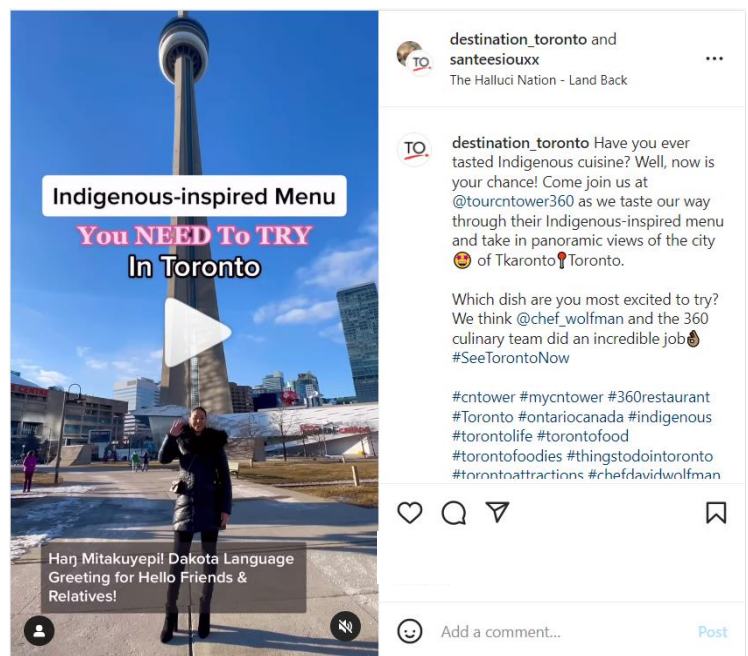 Indigenous-inspired Menu
You NEED To TRY
In Toronto
Haŋ Mitakuyepi! Dakota Language
Greeting for Hello Friends &
Relatives!
destination_toronto and
santeesiouxx
The Halluci Nation - Land Back
TO.
TO.
destination_toronto Have you ever
tasted Indigenous cuisine? Well, now is
your chance! Come join us at
@tourcntower360 as we taste our way
through their Indigenous-inspired menu
and take in panoramic views of the city
🤩 of Tkaronto📍Toronto.
Which dish are you most excited to try?
We think @chef_wolfman and the 360
culinary team did an incredible job👌🏾
#SeeTorontoNow
#cntower #mycntower #360restaurant
#Toronto #ontariocanada #indigenous
#torontolife #torontofood
#torontofoodies #thingstodointoronto
#torontoattractions #chefdavidwolfman
Add a comment...
Post